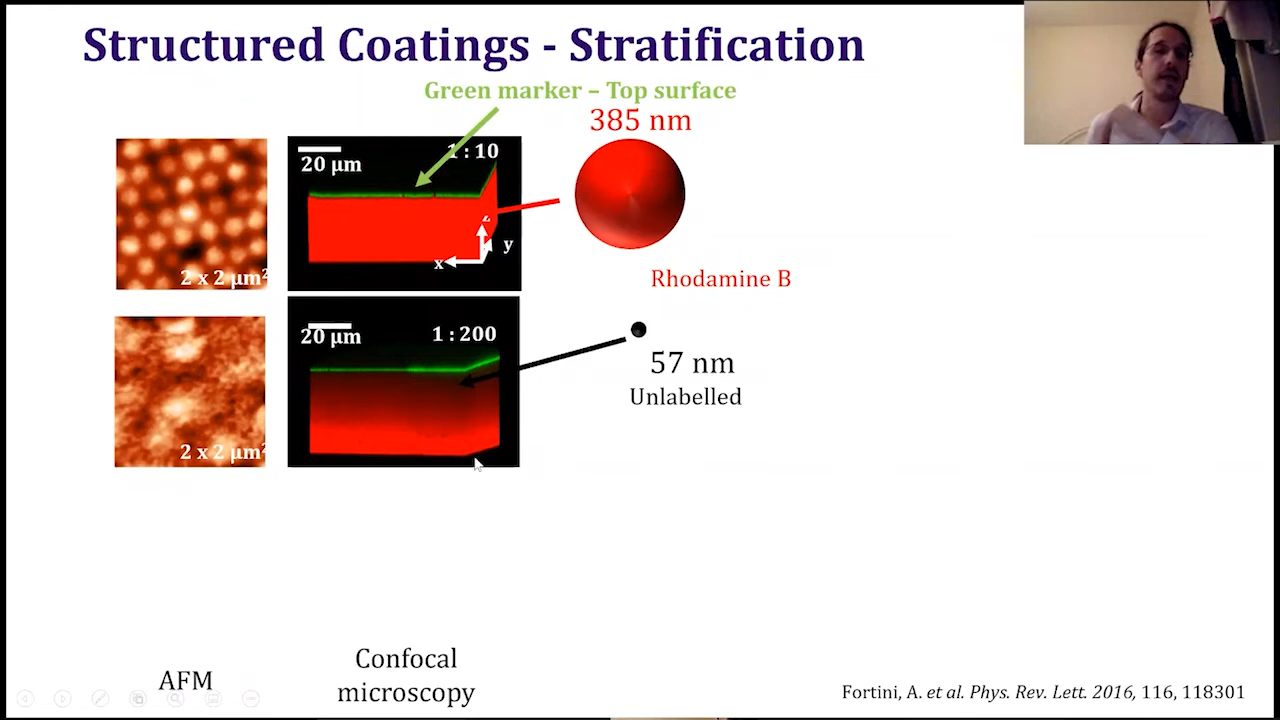 Structured Coatings - Stratification
Green marker – Top surface
385 nm
20 µm
1 : 10
z
y
x
2 x 2 µm²
Rhodamine B
20 µm
1 : 200
57 nm
Unlabelled
2 x 2 µm²
Confocal
microscopy
AFM
Fortini, A. et al. Phys. Rev. Lett. 2016, 116, 118301